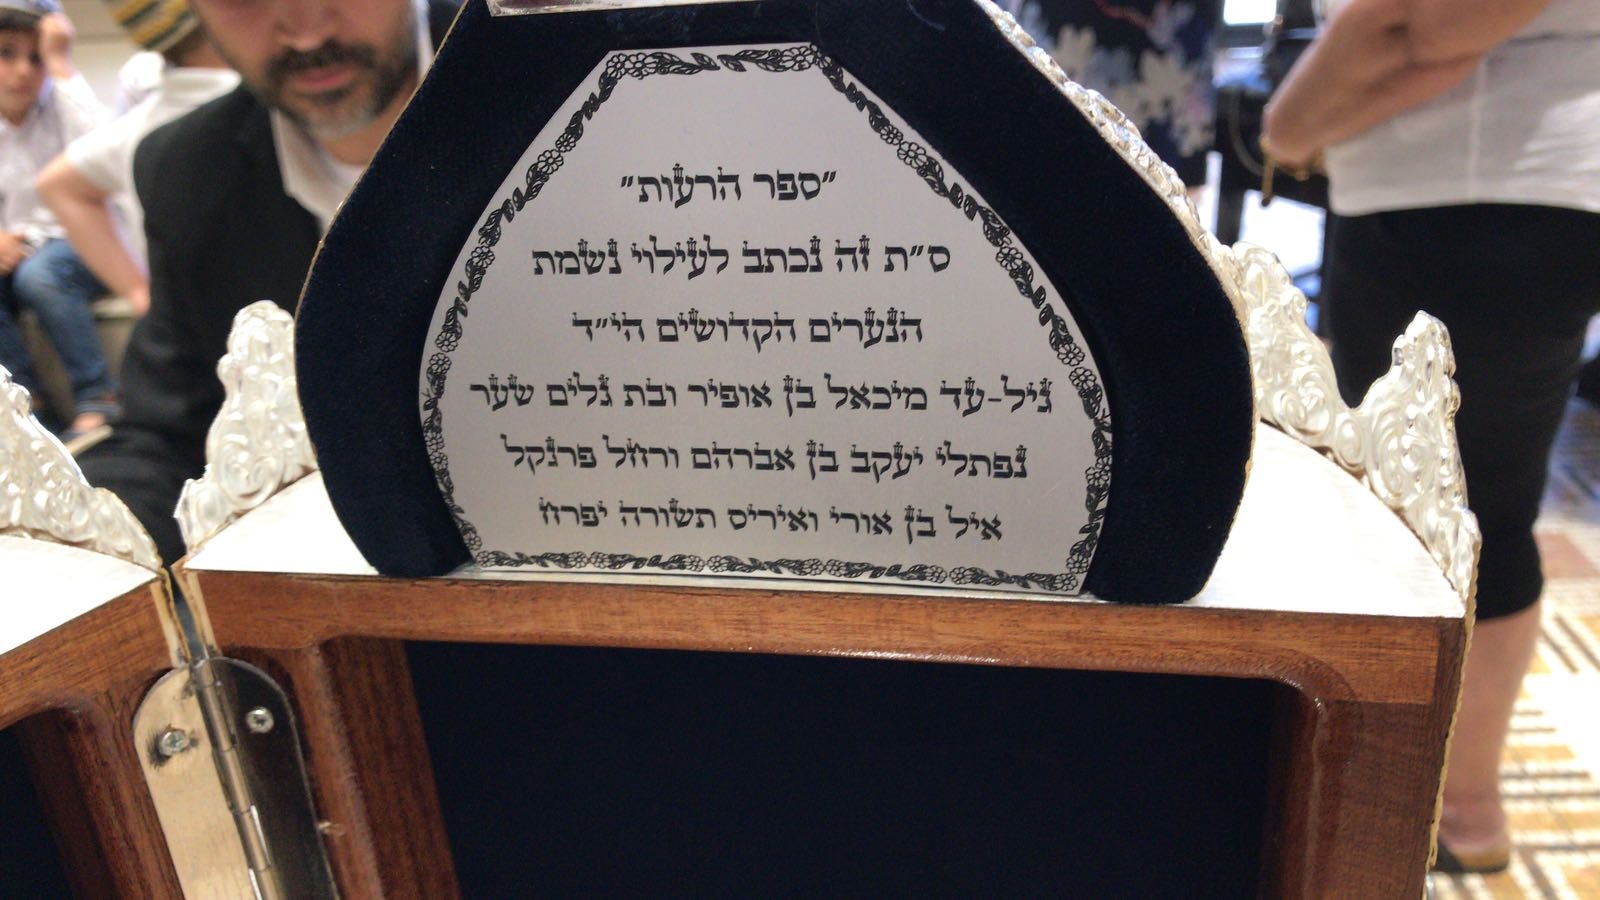 "ספר הרעות"
ס"ת זה נכתב לעילוי נשמת
הנערים הקדושים הי"ד
גיל-עד מיכאל בן אופיר ובת גלים שער
נפתלי יעקב בן אברהם ורחל פרנקל
איל בן אורי ואיריס תשורה יפרח